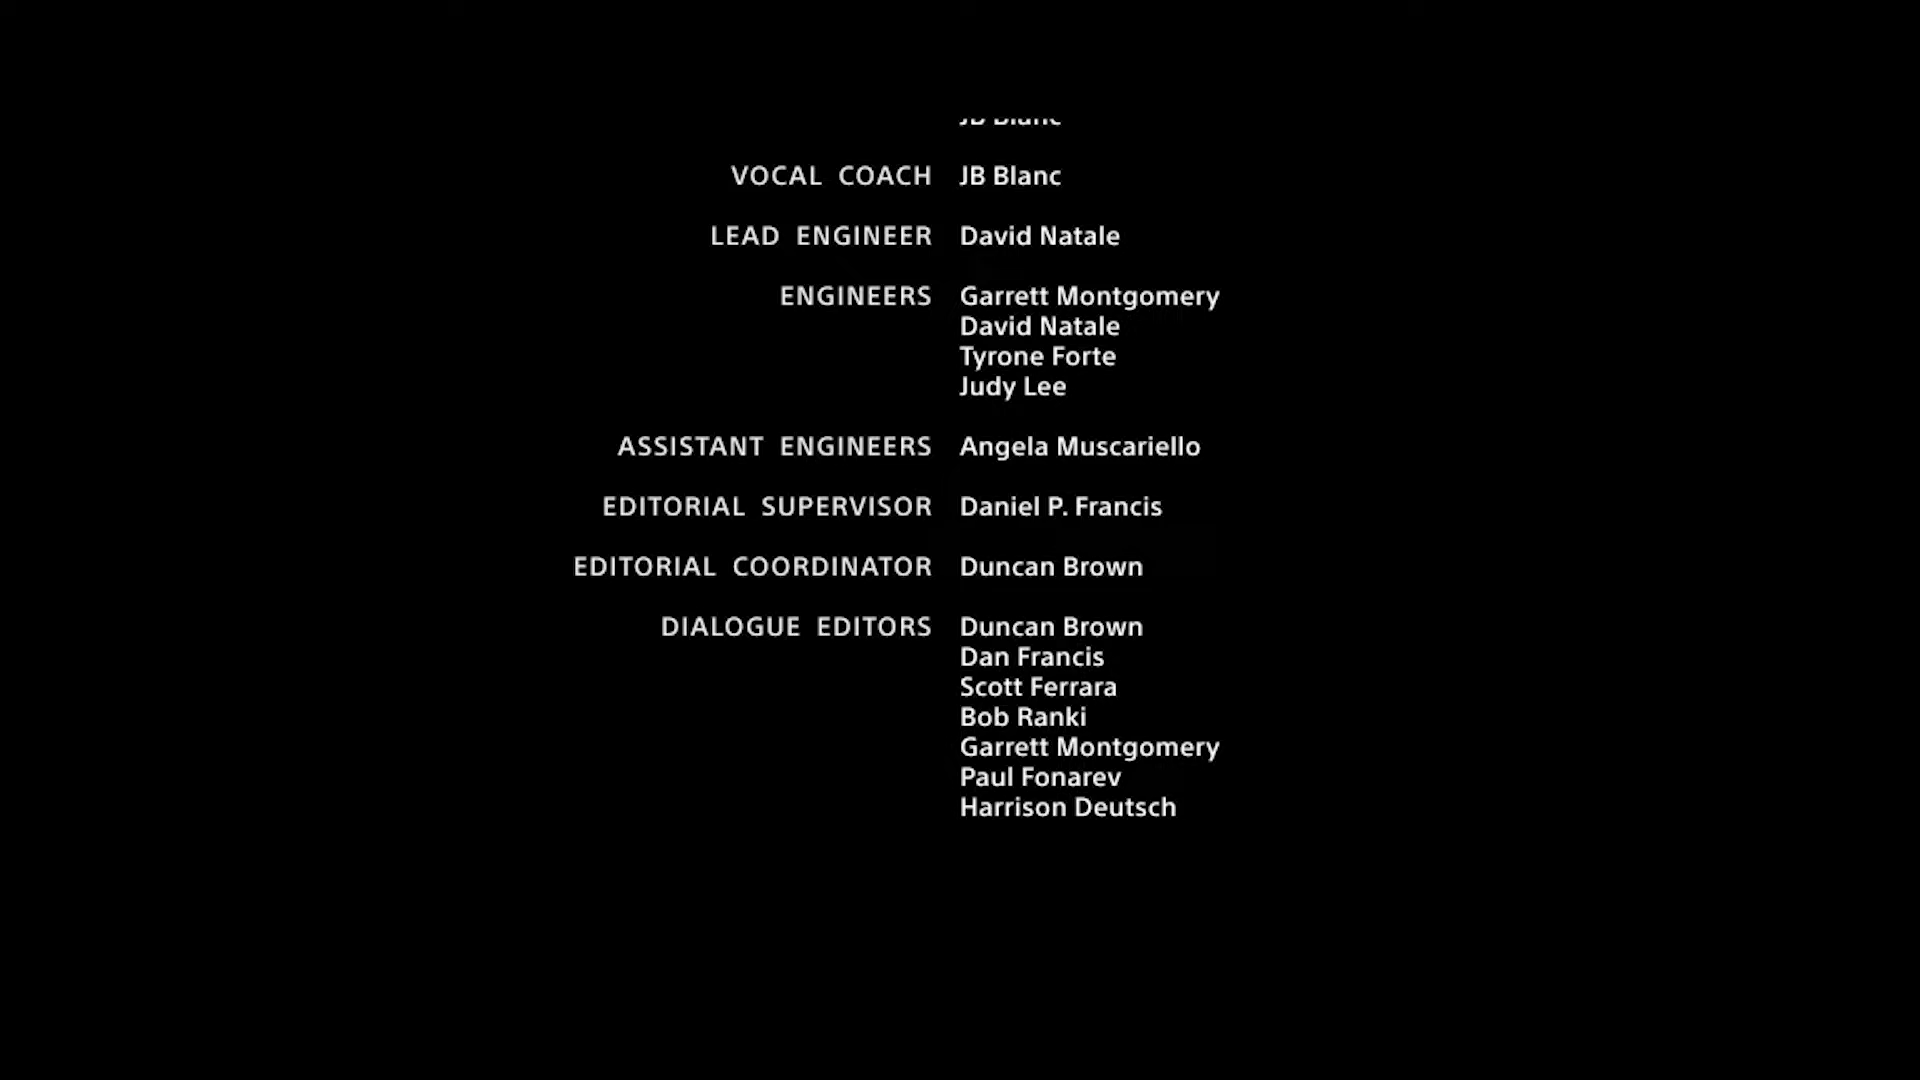 JB Blanc
VOCAL COACH JB Blanc
LEAD ENGINEER David Natale
ENGINEERS Garrett Montgomery
David Natale
Tyrone Forte
Judy Lee
ASSISTANT ENGINEERS Angela Muscariello
EDITORIAL SUPERVISOR Daniel P. Francis
EDITORIAL COORDINATOR Duncan Brown
DIALOGUE EDITORS Duncan Brown
Dan Francis
Scott Ferrara
Bob Ranki
Garrett Montgomery
Paul Fonarev
Harrison Deutsch